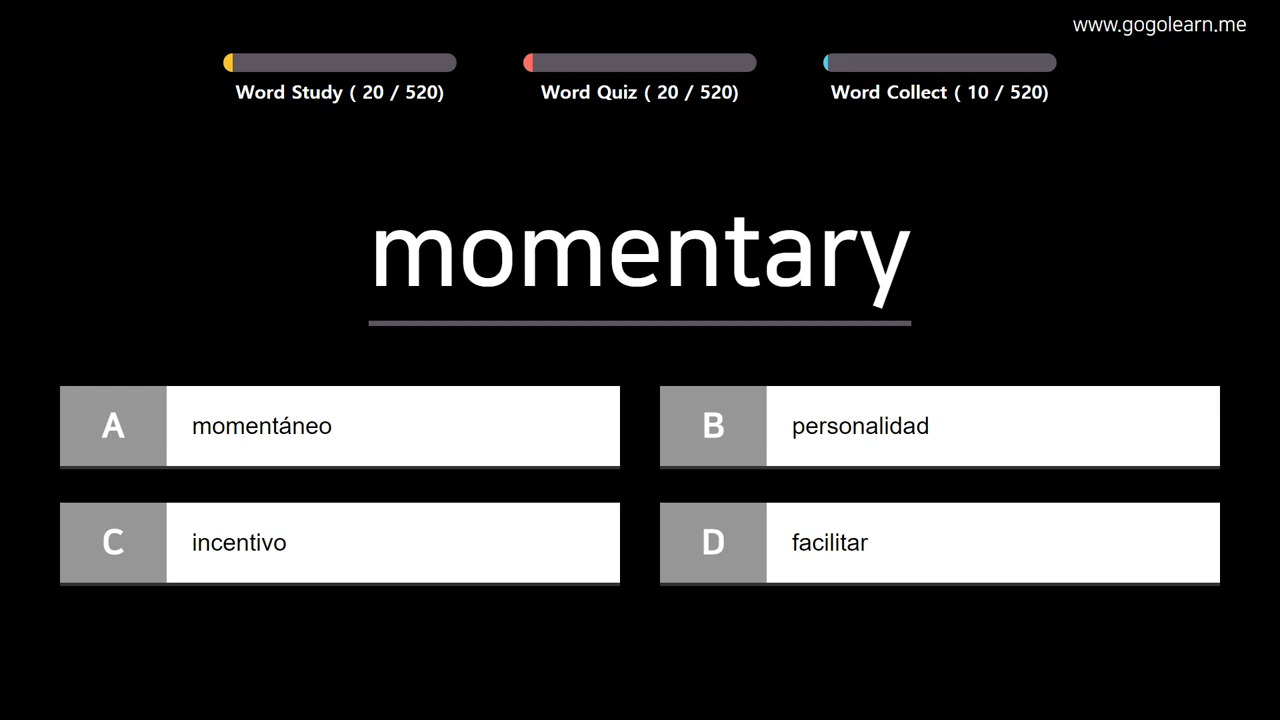 www.gogolearn.me
Word Study ( 20 / 520)
Word Quiz ( 20 / 520)
Word Collect ( 10 / 520)
momentary
A momentáneo
B personalidad
C incentivo
D facilitar